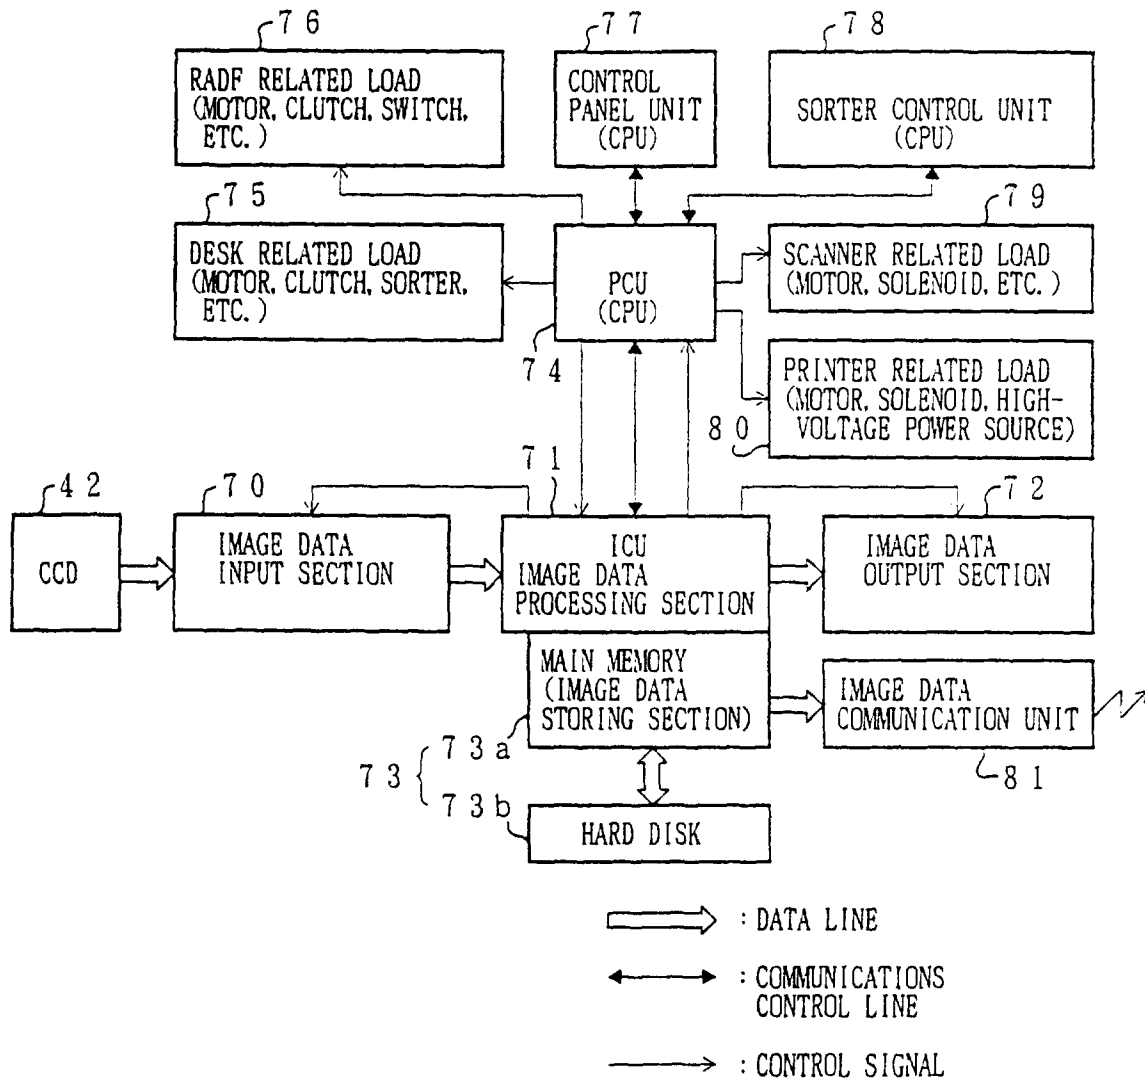 76
RADF RELATED LOAD
(MOTOR, CLUTCH, SWITCH,
ETC.)
77
CONTROL
PANEL UNIT
(CPU)
78
SORTER CONTROL UNIT
(CPU)
75
DESK RELATED LOAD
(MOTOR, CLUTCH, SORTER,
ETC.)
PCU
(CPU)
74
79
SCANNER RELATED LOAD
(MOTOR, SOLENOID, ETC.)
PRINTER RELATED LOAD
(MOTOR, SOLENOID, HIGH-
VOLTAGE POWER SOURCE)
80
42
CCD
70
IMAGE DATA
INPUT SECTION
71
ICU
IMAGE DATA
PROCESSING SECTION
72
IMAGE DATA
OUTPUT SECTION
MAIN MEMORY
(IMAGE DATA
STORING SECTION)
IMAGE DATA
COMMUNICATION UNIT
81
73
73a
73b
HARD DISK
: DATA LINE
: COMMUNICATIONS
CONTROL LINE
: CONTROL SIGNAL